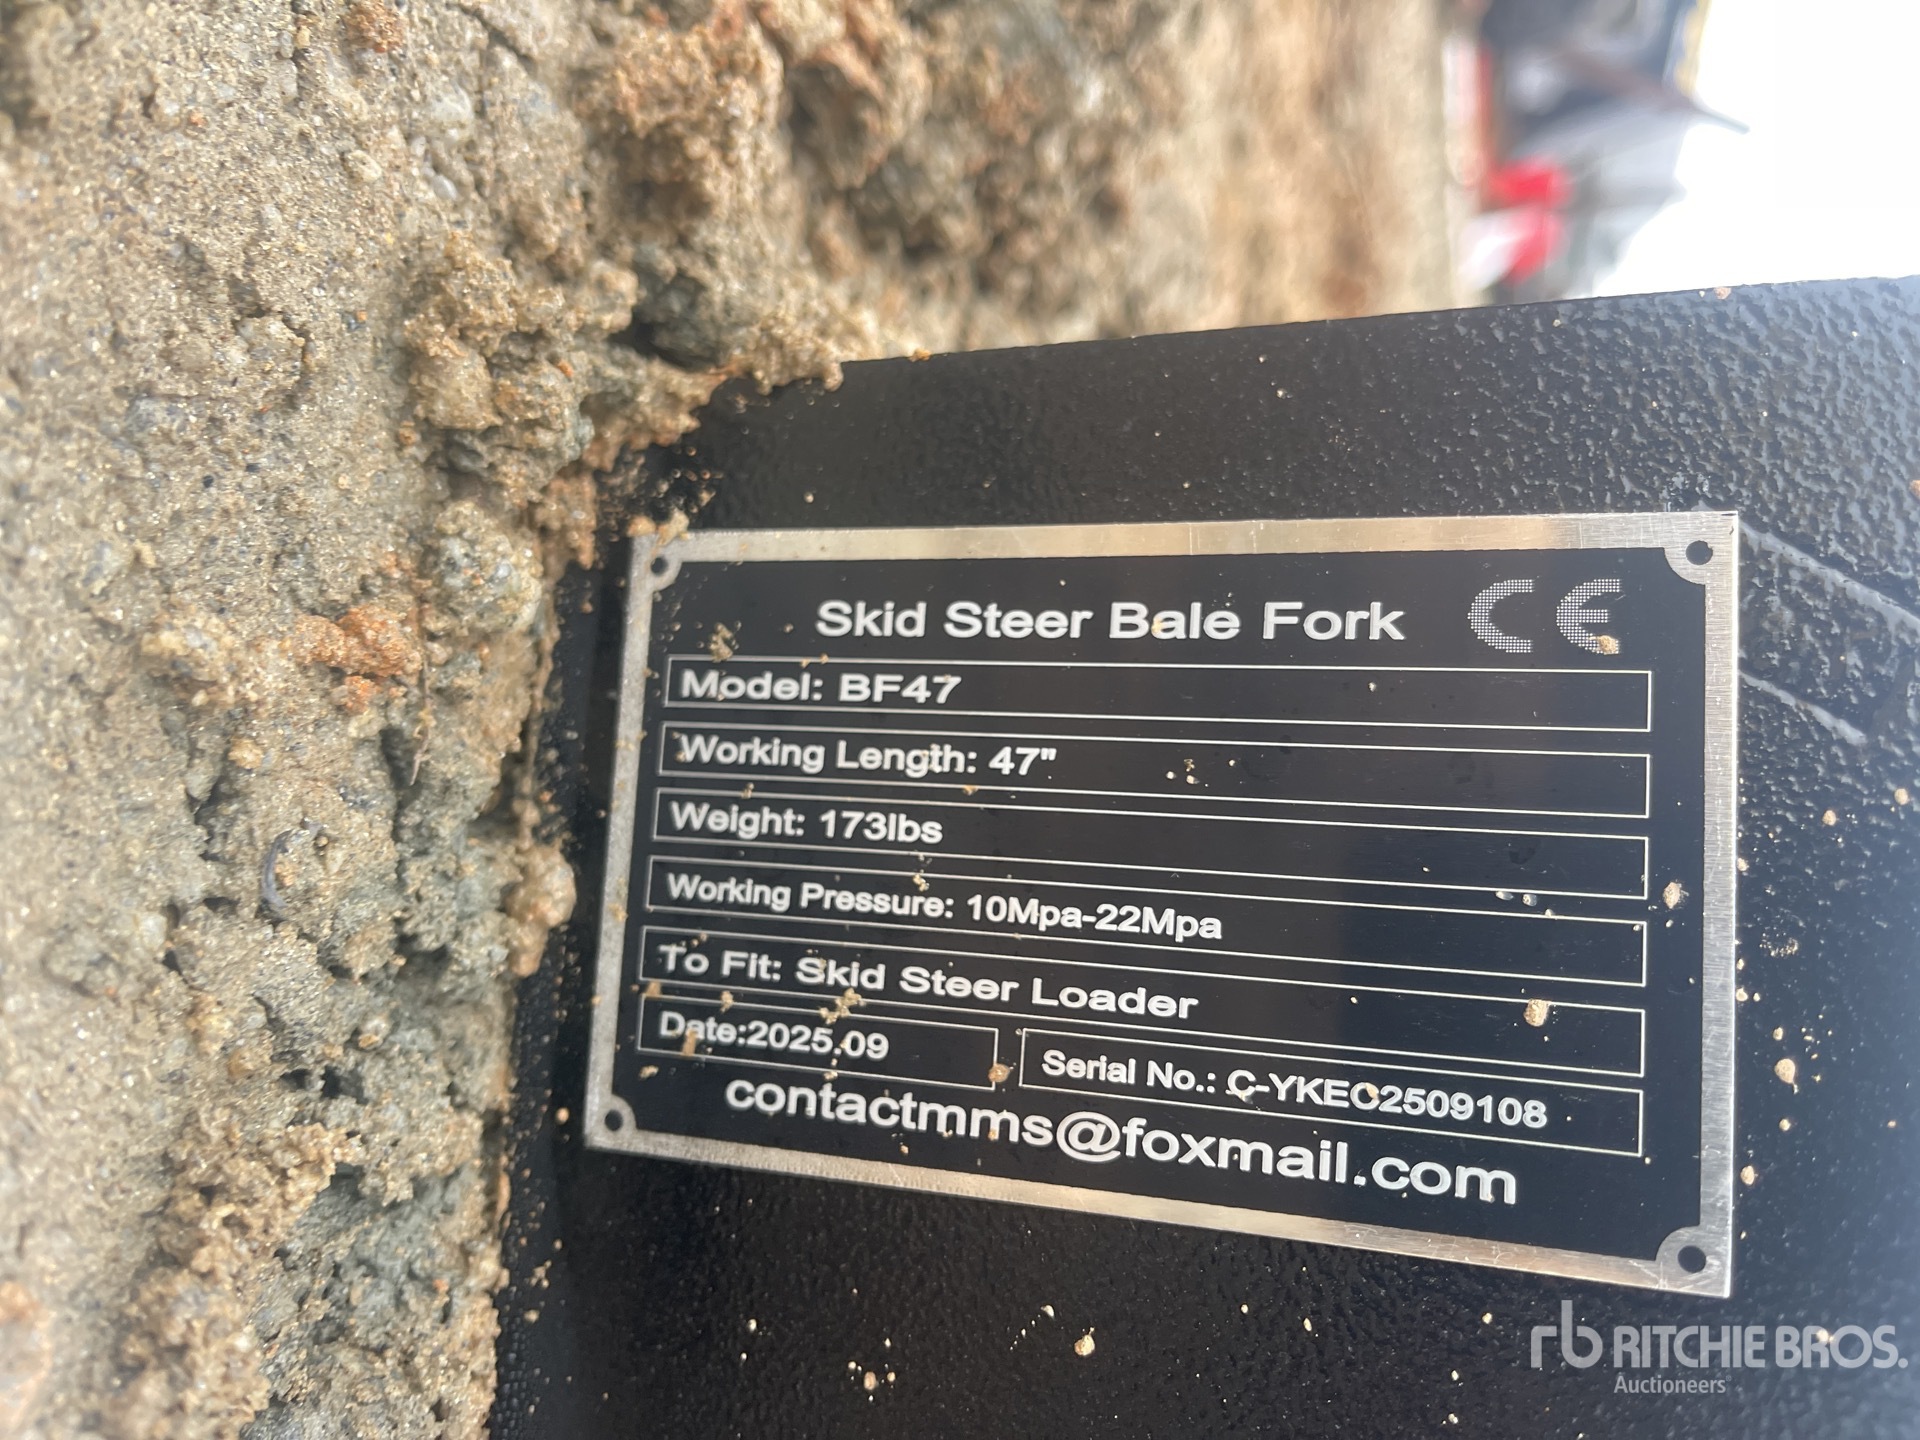 Skid Steer Bale Fork CE
Model: BF47
Working Length: 47"
Weight: 173lbs
Working Pressure: 10Mpa-22Mpa
To Fit: Skid Steer Loader
Date:2025.09 Serial No.: C-YKEC2509108
contactmms@foxmail.com
rb RITCHIE BROS.
Auctioneers